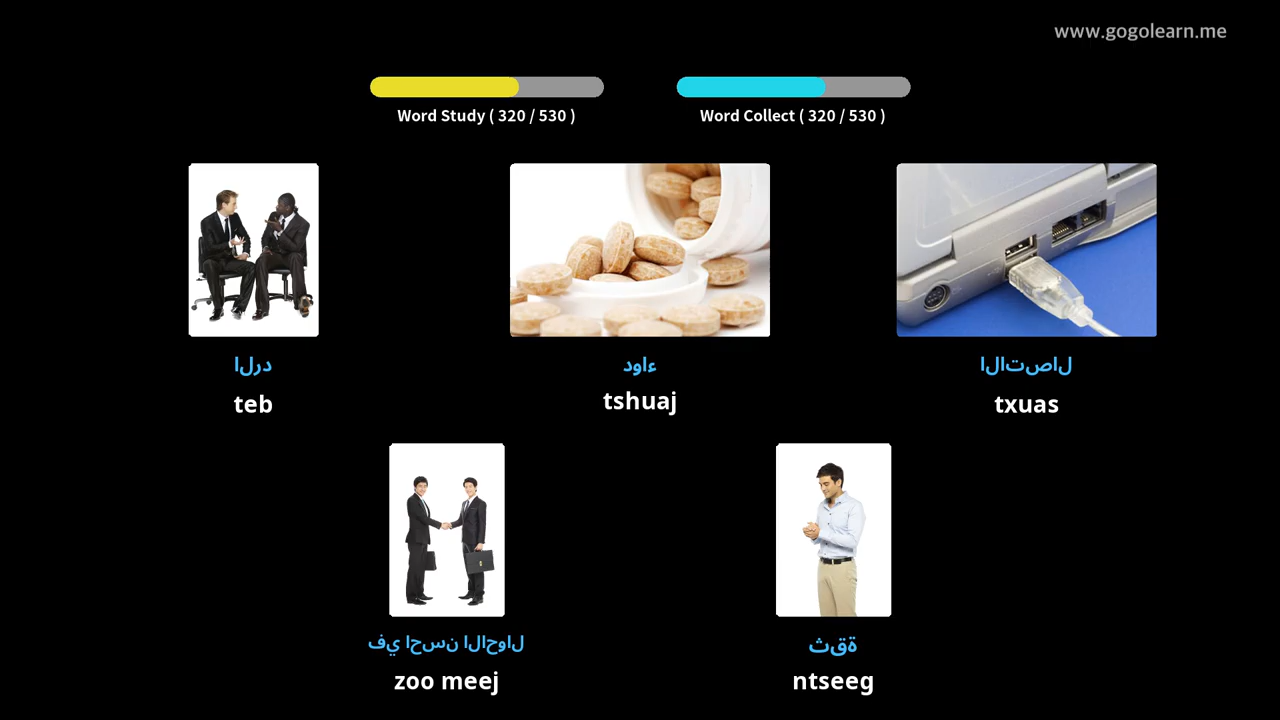 www.gogolearn.me
Word Study ( 320 / 530 )
Word Collect ( 320 / 530 )
الرد
teb
دواء
tshuaj
الاتصال
txuas
في احسن الاحوال
zoo meej
ثقة
ntseeg